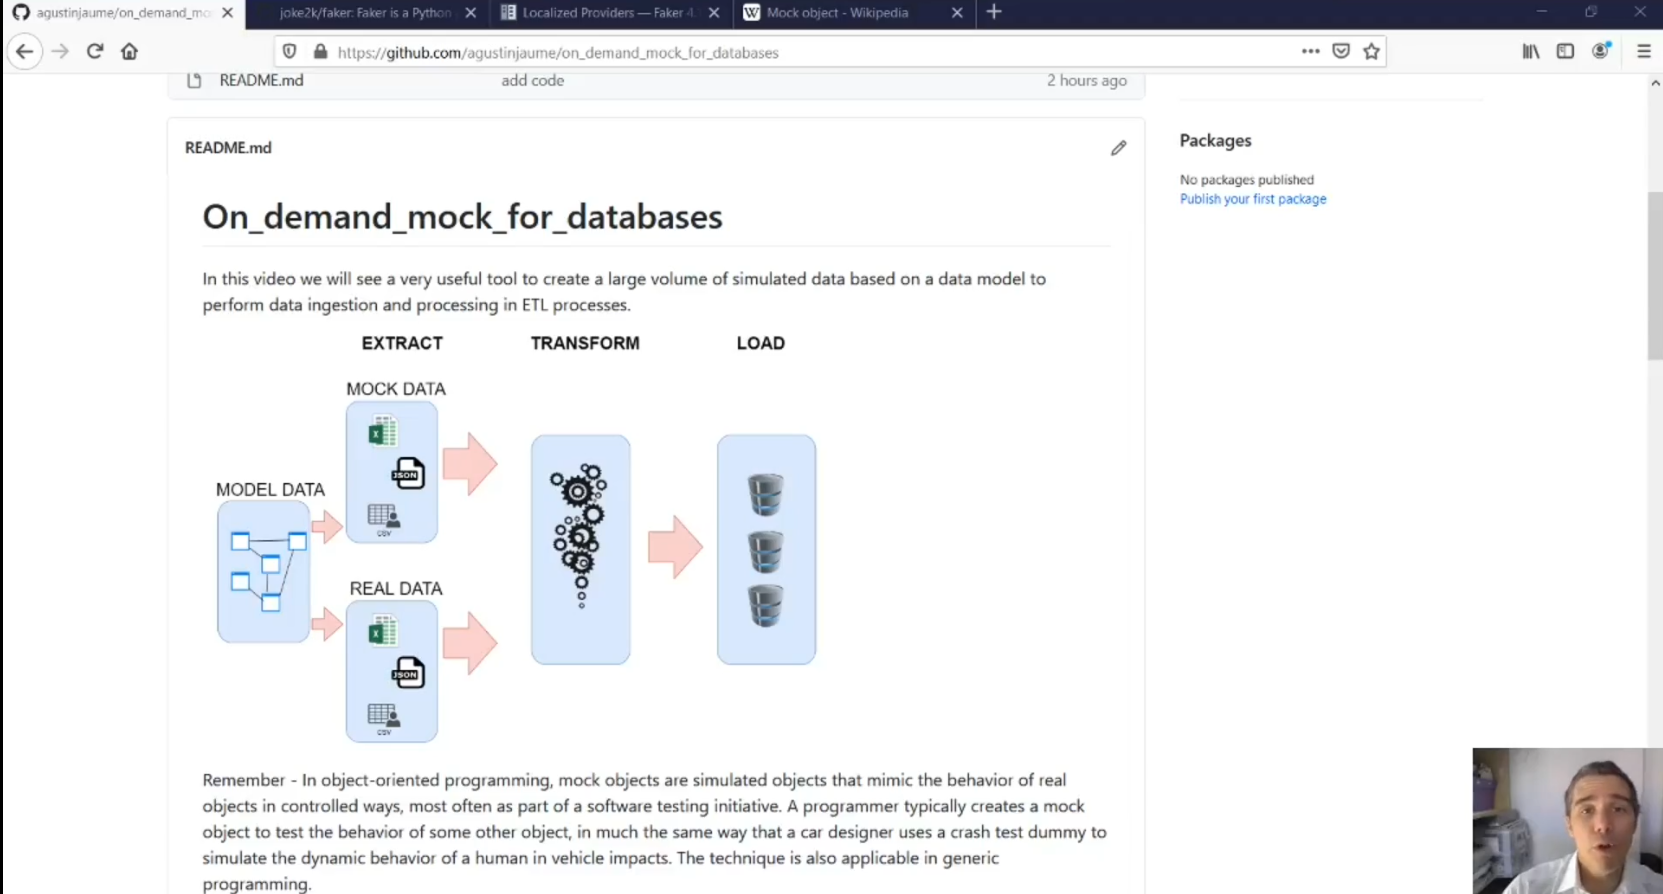 agustinjaume/on_demand_mo
joke2k/faker: Faker is a Python
Localized Providers — Faker 4.
W Mock object - Wikipedia
https://github.com/agustinjaume/on_demand_mock_for_databases
README.md add code 2 hours ago
README.md
Packages
No packages published
Publish your first package
On_demand_mock_for_databases
In this video we will see a very useful tool to create a large volume of simulated data based on a data model to
perform data ingestion and processing in ETL processes.
EXTRACT TRANSFORM LOAD
MOCK DATA
X
JSON
CSV
MODEL DATA
REAL DATA
X
JSON
CSV
Remember - In object-oriented programming, mock objects are simulated objects that mimic the behavior of real
objects in controlled ways, most often as part of a software testing initiative. A programmer typically creates a mock
object to test the behavior of some other object, in much the same way that a car designer uses a crash test dummy to
simulate the dynamic behavior of a human in vehicle impacts. The technique is also applicable in generic
programming.